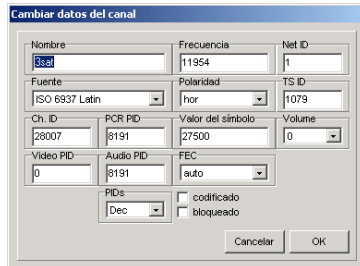 Cambiar datos del canal
Nombre Frecuencia Net ID
3sat 11954 1
Fuente Polaridad TS ID
ISO 6937 Latin hor 1079
Ch. ID PCR PID Valor del símbolo Volume
28007 8191 27500 0
Video PID Audio PID FEC
0 8191 auto
PIDs
Dec
codificado
bloqueado
Cancelar OK